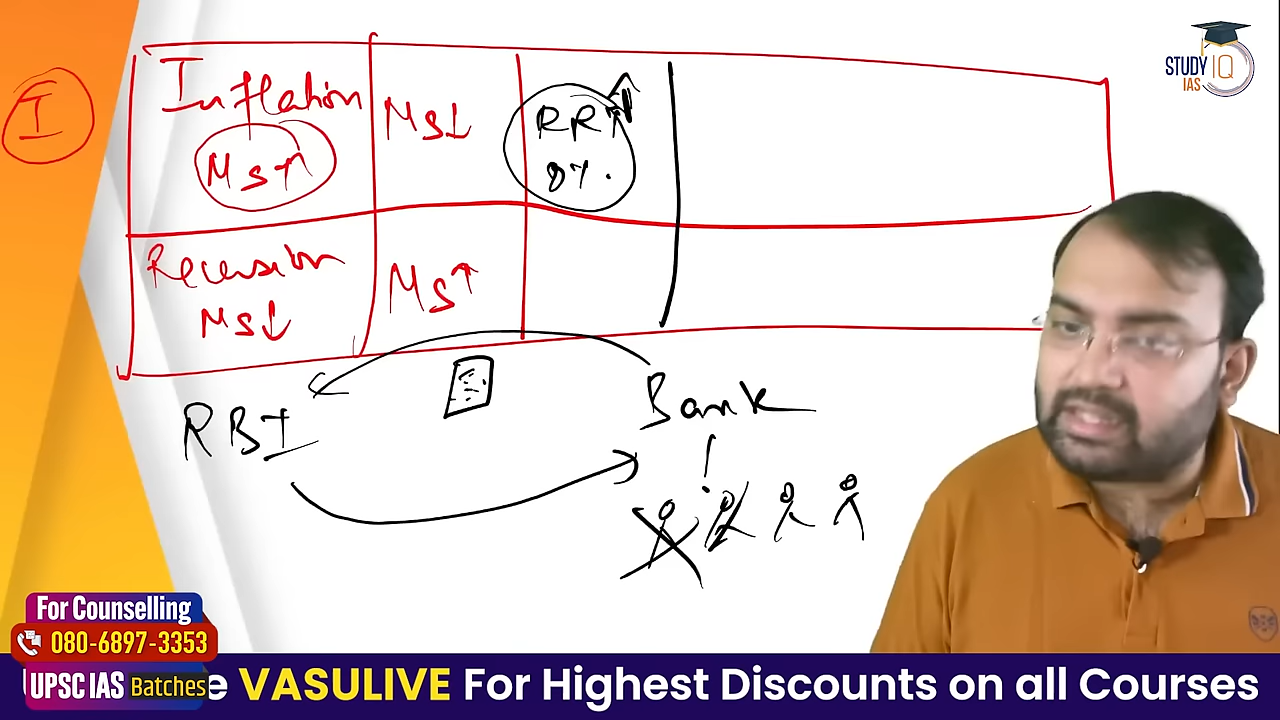 STUDY IQ
IAS
I
Inflation
MS↑
MS↓
RR↑
8%.
Recession
MS↓
MS↑
RBI
Bank
For Counselling
080-6897-3353
UPSC IAS Batches
e VASULIVE For Highest Discounts on all Courses